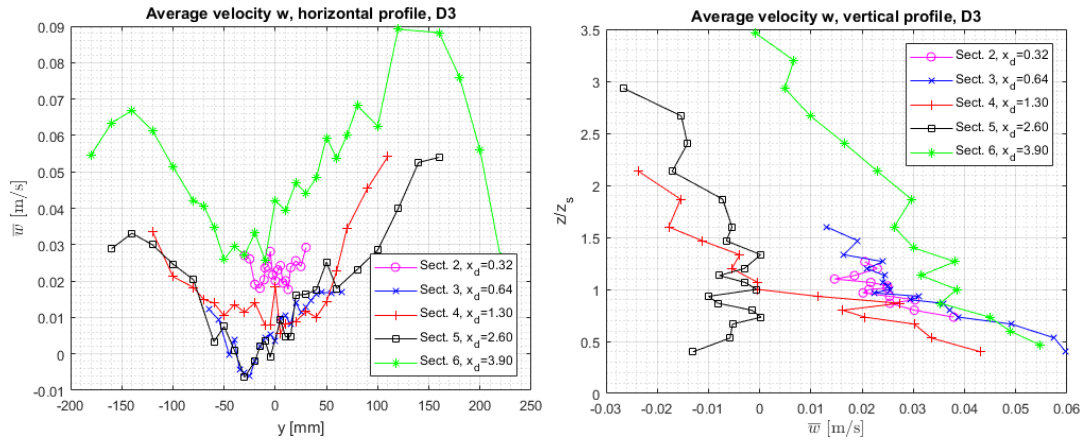 Average velocity w, horizontal profile, D3
0.09
0.08
0.07
0.06
0.05
0.04
0.03
0.02
0.01
0
-0.01
w̅ [m/s]
Sect. 2, x_d=0.32
Sect. 3, x_d=0.64
Sect. 4, x_d=1.30
Sect. 5, x_d=2.60
Sect. 6, x_d=3.90
-200 -150 -100 -50 0 50 100 150 200 250
y [mm]
Average velocity w, vertical profile, D3
3.5
3
2.5
2
1.5
1
0.5
0
z/z_s
Sect. 2, x_d=0.32
Sect. 3, x_d=0.64
Sect. 4, x_d=1.30
Sect. 5, x_d=2.60
Sect. 6, x_d=3.90
-0.03 -0.02 -0.01 0 0.01 0.02 0.03 0.04 0.05 0.06
w̅ [m/s]